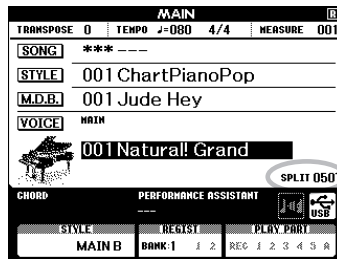 MAIN
TRANSPOSE 0 TEMPO ♩=080 4/4 MEASURE 001
SONG *** ---
STYLE 001 ChartPianoPop
M.D.B. 001 Jude Hey
VOICE MAIN
001 Natural! Grand
SPLIT 050
CHORD PERFORMANCE ASSISTANT
---
USB
STYLE REGIST PLAY PART
MAIN B BANK:1 1 2 REC 1 2 3 4 5 A